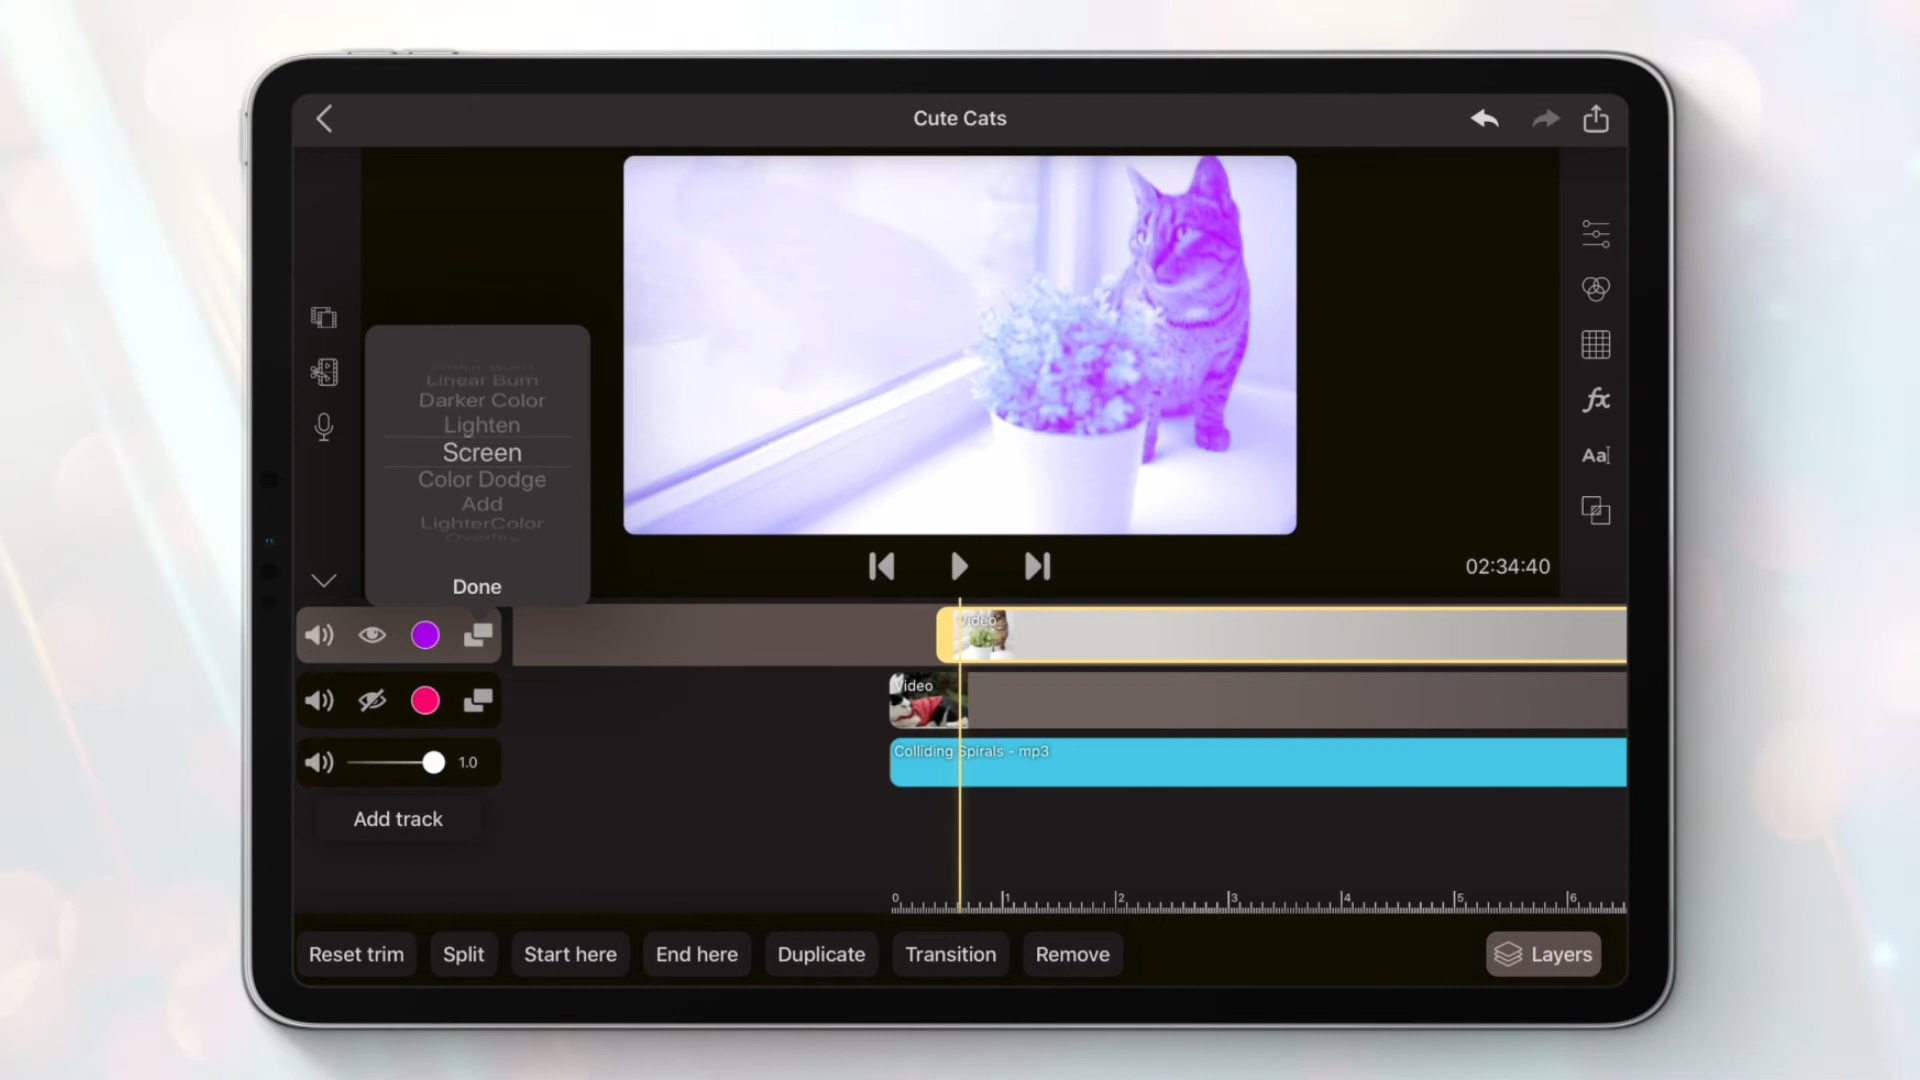 Cute Cats
Linear Burn
Darker Color
Lighten
Screen
Color Dodge
Add
LighterColor
Overlay
Done
fx
Aa
02:34:40
Video
Video
1.0
Colliding Spirals - mp3
Add track
0 1 2 3 4 5 6
Reset trim
Split
Start here
End here
Duplicate
Transition
Remove
Layers